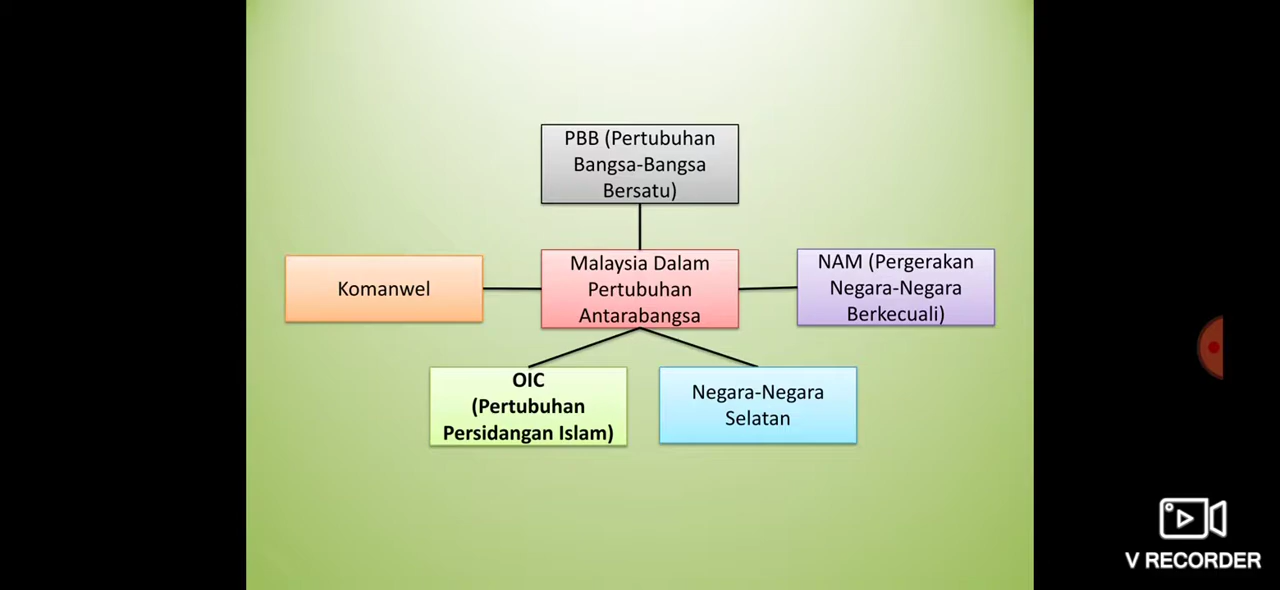 PBB (Pertubuhan
Bangsa-Bangsa
Bersatu)
Komanwel
Malaysia Dalam
Pertubuhan
Antarabangsa
NAM (Pergerakan
Negara-Negara
Berkecuali)
OIC
(Pertubuhan
Persidangan Islam)
Negara-Negara
Selatan
V RECORDER